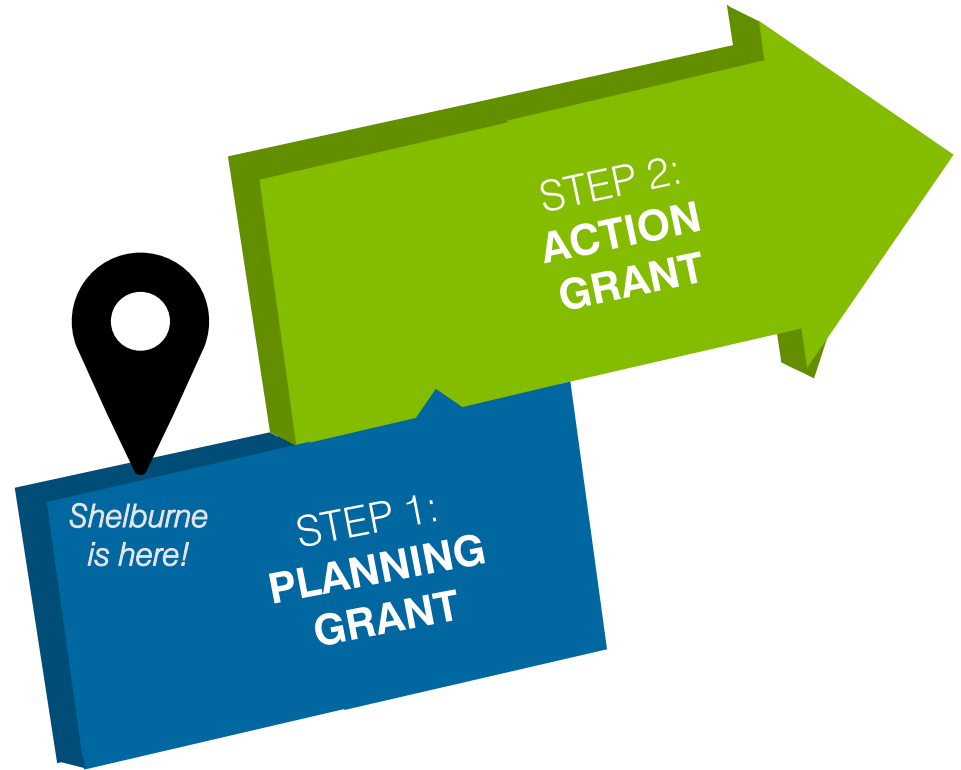 STEP 2:
ACTION
GRANT
Shelburne
is here!
STEP 1:
PLANNING
GRANT